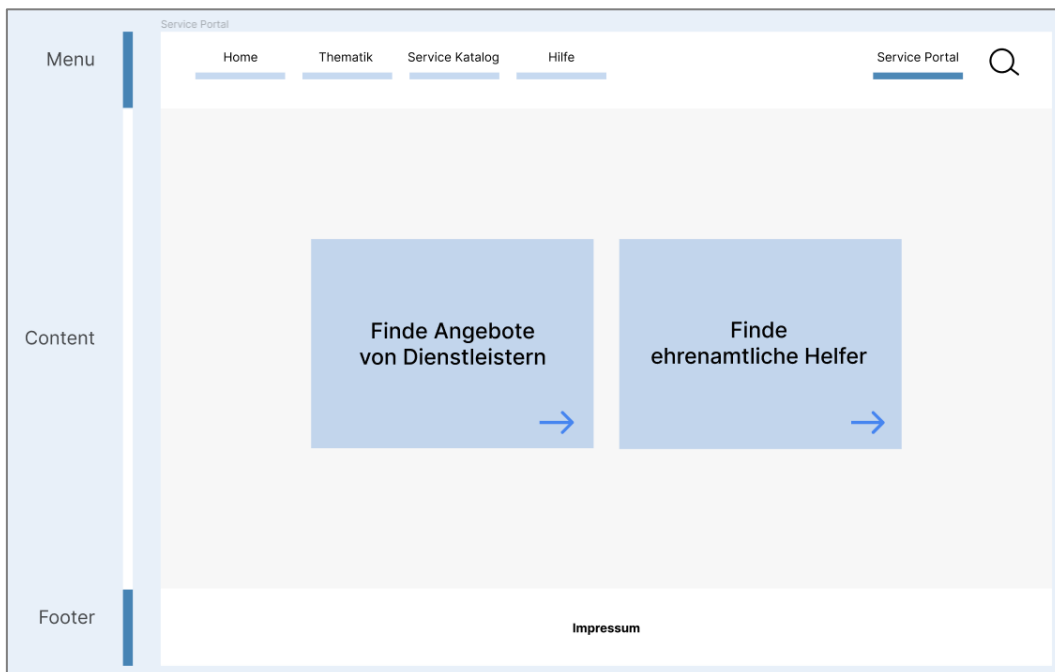 Service Portal
Menu
Home
Thematik
Service Katalog
Hilfe
Service Portal
Content
Finde Angebote
von Dienstleistern
Finde
ehrenamtliche Helfer
Footer
Impressum